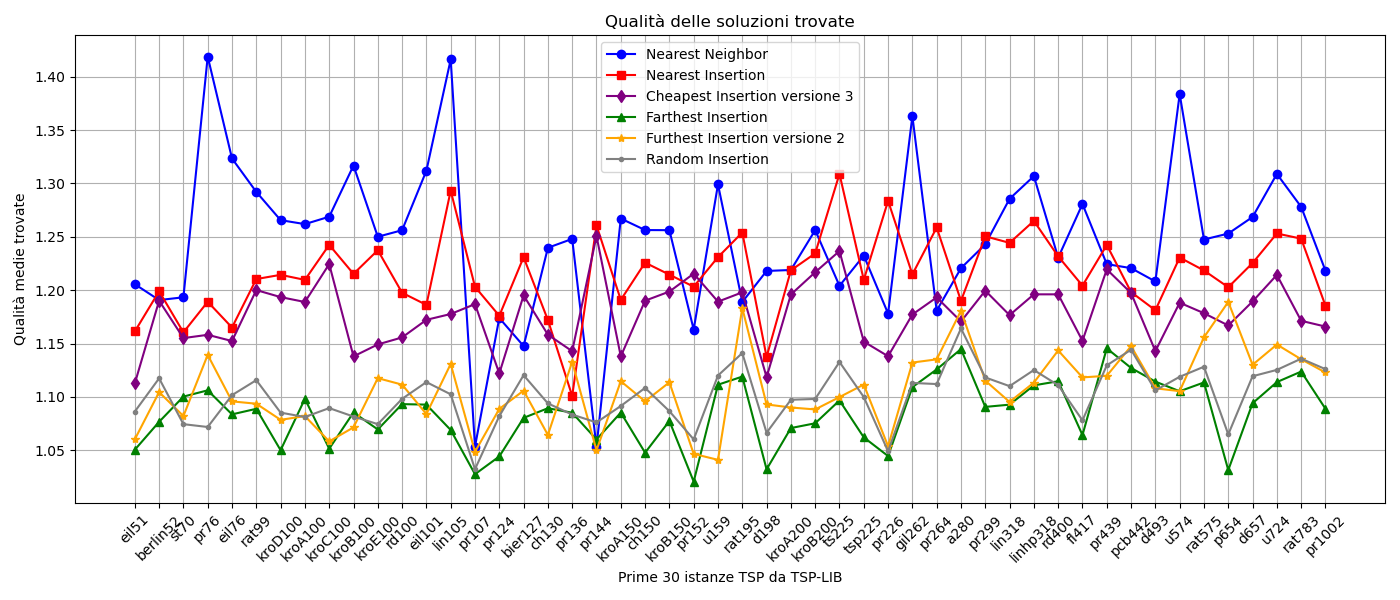 Qualità delle soluzioni trovate
Nearest Neighbor
Nearest Insertion
Cheapest Insertion versione 3
Farthest Insertion
Furthest Insertion versione 2
Random Insertion
Qualità medie trovate
1.40
1.35
1.30
1.25
1.20
1.15
1.10
1.05
eil51
berlin52
st70
pr76
eil76
rat99
kroD100
kroA100
kroC100
kroB100
kroE100
rd100
eil101
lin105
pr107
pr124
bier127
ch130
pr136
pr144
kroA150
ch150
kroB150
pr152
u159
rat195
d198
kroA200
kroB200
ts225
tsp225
pr226
gil262
pr264
a280
pr299
lin318
linhp318
rd400
fl417
pr439
pcb442
d493
u574
rat575
p654
d657
u724
rat783
pr1002
Prime 30 istanze TSP da TSP-LIB